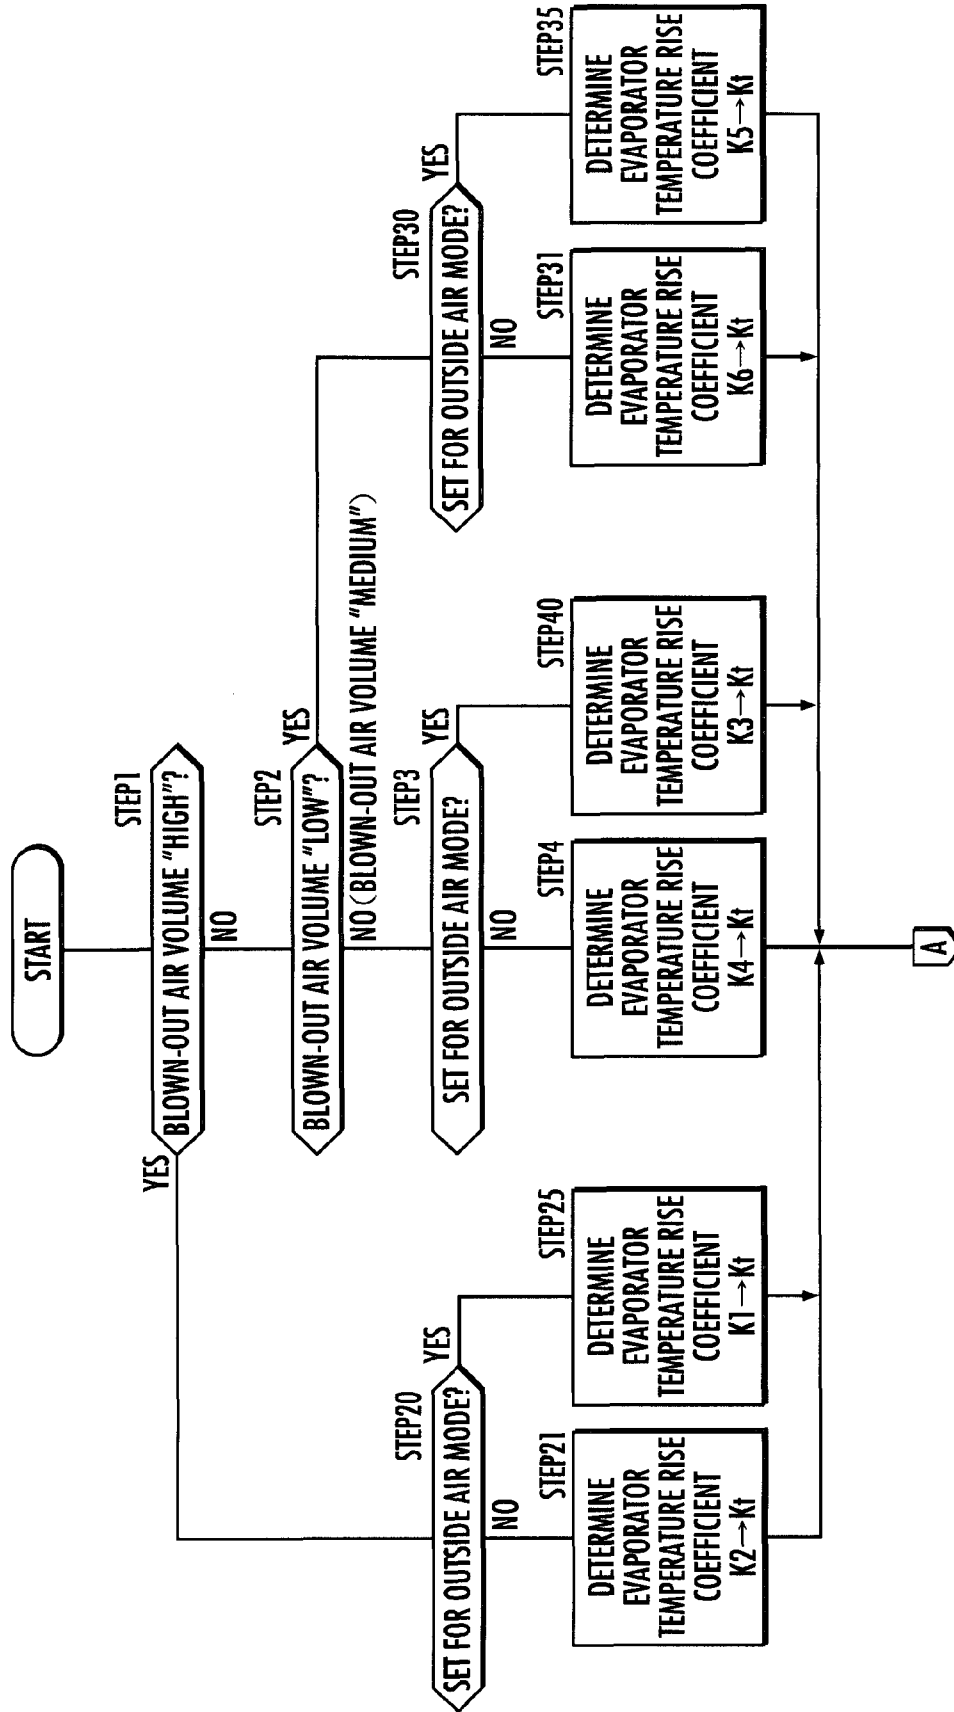 START
STEP1
BLOWN-OUT AIR VOLUME "HIGH"?
YES
NO
STEP2
BLOWN-OUT AIR VOLUME "LOW"?
YES
NO(BLOWN-OUT AIR VOLUME "MEDIUM")
STEP20
SET FOR OUTSIDE AIR MODE?
YES
NO
STEP3
SET FOR OUTSIDE AIR MODE?
YES
NO
STEP30
SET FOR OUTSIDE AIR MODE?
YES
NO
STEP21
DETERMINE
EVAPORATOR
TEMPERATURE RISE
COEFFICIENT
K2→Kt
STEP25
DETERMINE
EVAPORATOR
TEMPERATURE RISE
COEFFICIENT
K1→Kt
STEP4
DETERMINE
EVAPORATOR
TEMPERATURE RISE
COEFFICIENT
K4→Kt
STEP40
DETERMINE
EVAPORATOR
TEMPERATURE RISE
COEFFICIENT
K3→Kt
STEP31
DETERMINE
EVAPORATOR
TEMPERATURE RISE
COEFFICIENT
K6→Kt
STEP35
DETERMINE
EVAPORATOR
TEMPERATURE RISE
COEFFICIENT
K5→Kt
A